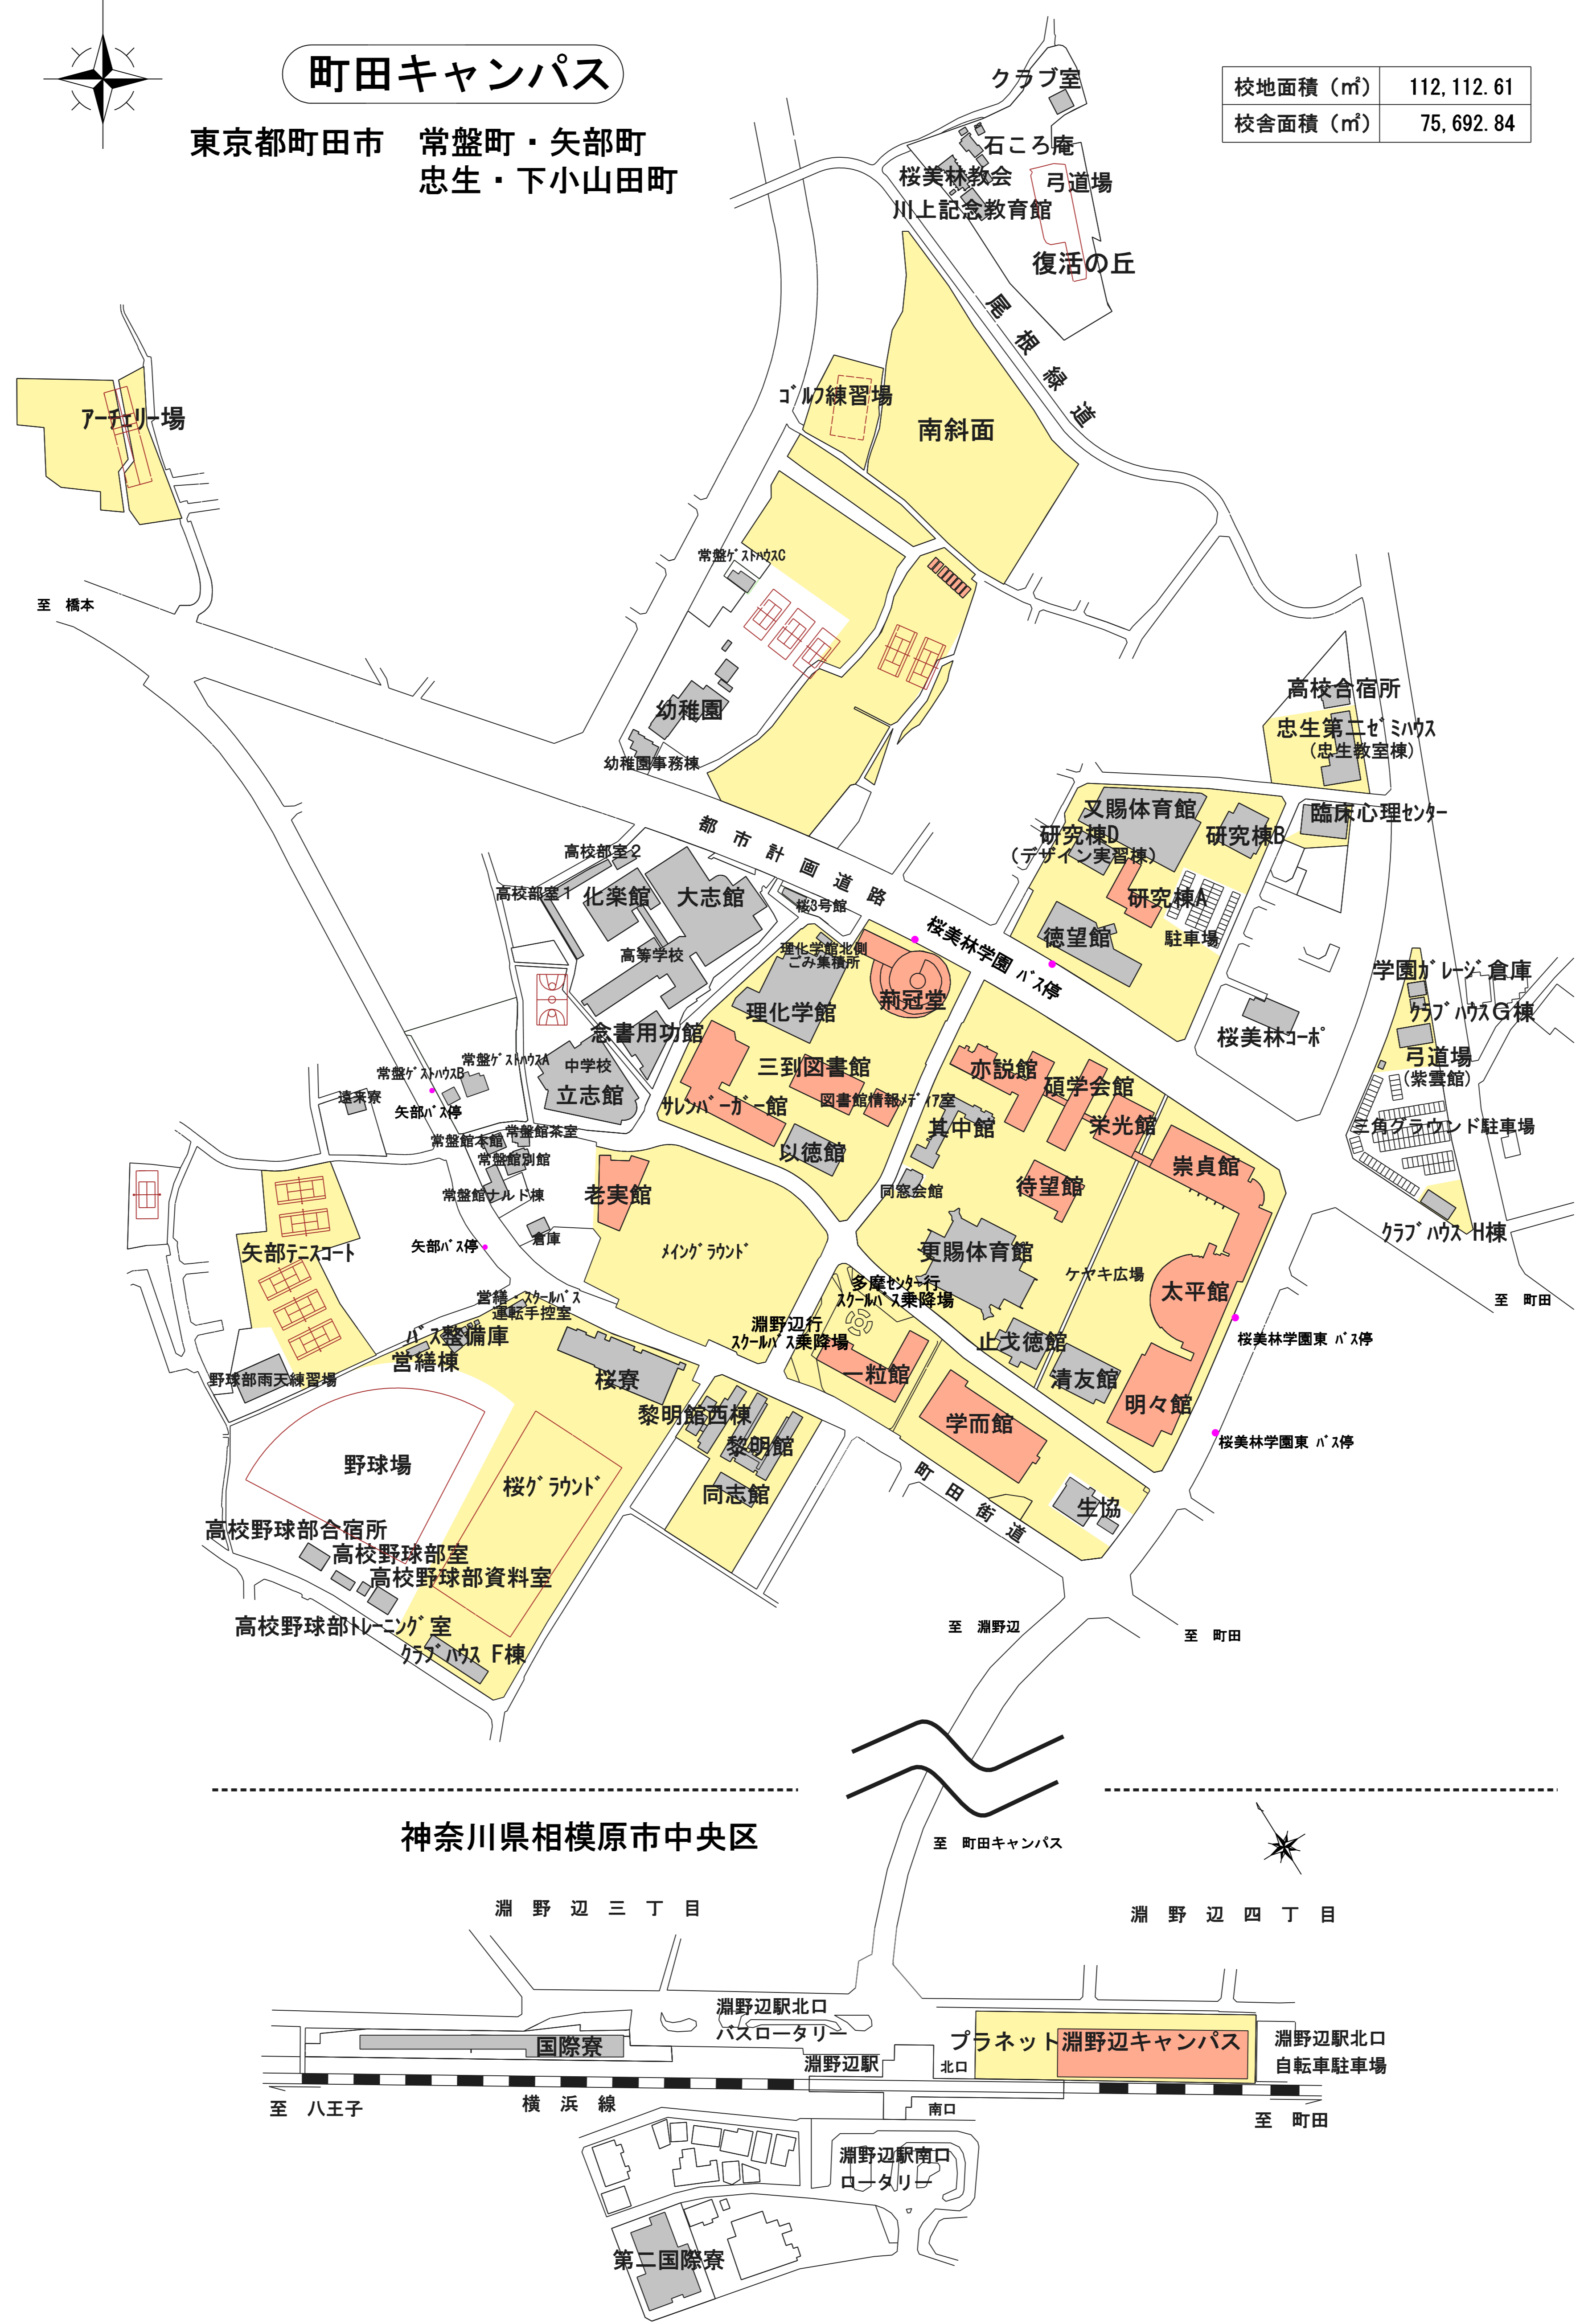 町田キャンパス
東京都町田市　常盤町・矢部町
忠生・下小山田町
校地面積（㎡） 112,112.61
校舎面積（㎡） 75,692.84
クラブ室
石ころ庵
桜美林教会
弓道場
川上記念教育館
復活の丘
尾根緑道
ｺﾞﾙﾌ練習場
南斜面
ｱｰﾁｪﾘｰ場
常盤ｹﾞｽﾄﾊｳｽC
至　橋本
幼稚園
幼稚園事務棟
高校合宿所
忠生第二ｾﾞﾐﾊｳｽ
（忠生教室棟）
都市計画道路
又賜体育館
研究棟D
（デザイン実習棟）
研究棟B
臨床心理ｾﾝﾀｰ
高校部室２
高校部室１
化楽館
大志館
桜3号館
研究棟A
徳望館
駐車場
桜美林学園 ﾊﾞｽ停
高等学校
理化学館北側
ごみ集積所
理化学館
荊冠堂
学園ｶﾞﾚｰｼﾞ倉庫
ｸﾗﾌﾞﾊｳｽG棟
桜美林ｺｰﾎﾟ
弓道場
（紫雲館）
念書用功館
中学校
立志館
三到図書館
図書館情報ﾒﾃﾞｨｱ室
ｻﾚﾝﾊﾞｰｶﾞｰ館
亦説館
碩学会館
栄光館
其中館
三角グラウンド駐車場
常盤ｹﾞｽﾄﾊｳｽA
常盤ｹﾞｽﾄﾊｳｽB
遠来寮
矢部ﾊﾞｽ停
常盤館茶室
常盤館本館
常盤館別館
常盤館ナルド棟
以徳館
崇貞館
老実館
同窓会館
待望館
倉庫
矢部ﾊﾞｽ停
矢部ﾃﾆｽｺｰﾄ
ﾒｲﾝｸﾞﾗｳﾝﾄﾞ
更賜体育館
ケヤキ広場
太平館
ｸﾗﾌﾞﾊｳｽ H棟
多摩ｾﾝﾀｰ行
ｽｸｰﾙﾊﾞｽ乗降場
至　町田
営繕・ｽｸｰﾙﾊﾞｽ
運転手控室
淵野辺行
ｽｸｰﾙﾊﾞｽ乗降場
桜美林学園東 ﾊﾞｽ停
ﾊﾞｽ整備庫
営繕棟
止戈徳館
野球部雨天練習場
桜寮
一粒館
清友館
明々館
黎明館西棟
黎明館
学而館
桜美林学園東 ﾊﾞｽ停
野球場
桜ｸﾞﾗｳﾝﾄﾞ
同志館
町田街道
生協
高校野球部合宿所
高校野球部室
高校野球部資料室
高校野球部ﾄﾚｰﾆﾝｸﾞ室
ｸﾗﾌﾞﾊｳｽ F棟
至　淵野辺
至　町田
神奈川県相模原市中央区
至　町田キャンパス
淵野辺三丁目
淵野辺四丁目
淵野辺駅北口
バスロータリー
国際寮
淵野辺駅
北口
プラネット淵野辺キャンパス
淵野辺駅北口
自転車駐車場
至　八王子
横浜線
南口
至　町田
淵野辺駅南口
ロータリー
第二国際寮